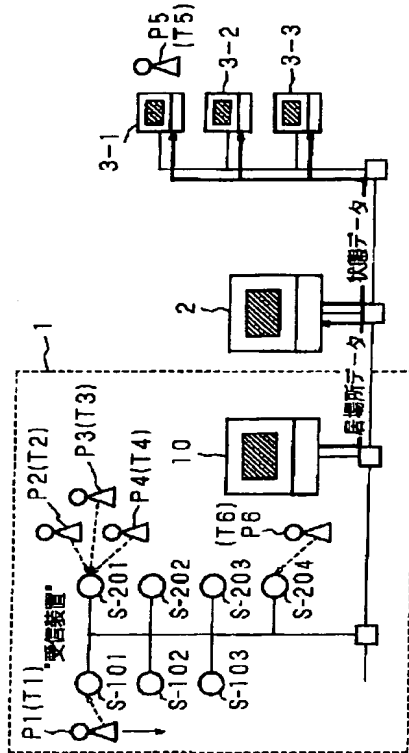 1
P1(T1)
"受信装置"
P2(T2)
P3(T3)
P4(T4)
S-101
S-102
S-103
S-201
S-202
S-203
S-204
(T6)
P6
10
居場所データ
2
状態データ
3-1
3-2
3-3
P5
(T5)